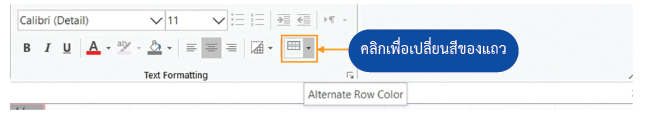 Calibri (Detail) 11
B I U A aby
คลิกเพื่อเปลี่ยนสีของแถว
Text Formatting
Alternate Row Color